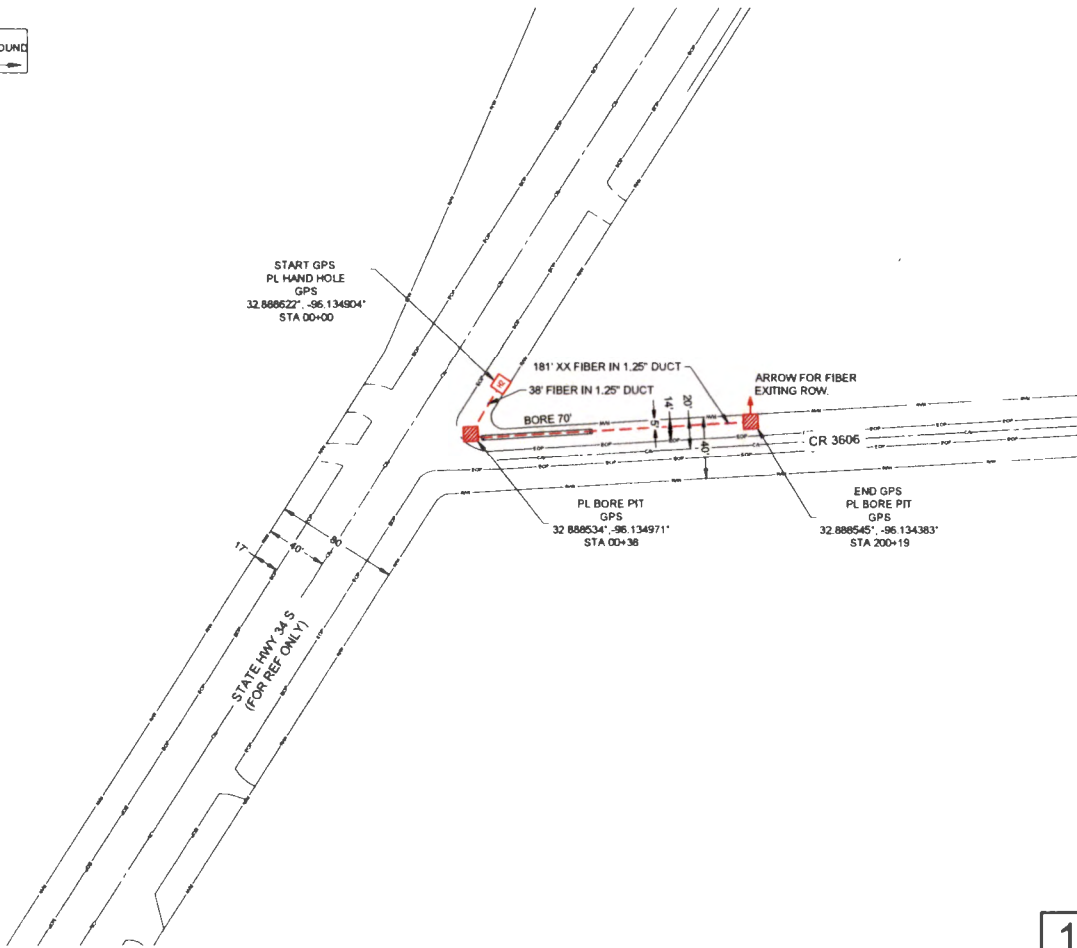 OUND
START GPS
PL HAND HOLE
GPS
32.888622°, -96.134904°
STA 00+00
181' XX FIBER IN 1.25" DUCT
38' FIBER IN 1.25" DUCT
ARROW FOR FIBER
EXITING ROW.
BORE 70'
5'
14'
20'
40'
CR 3606
PL BORE PIT
GPS
32.888534°, -96.134971°
STA 00+38
END GPS
PL BORE PIT
GPS
32.888545°, -96.134383°
STA 200+19
17'
40'
80'
STATE HWY 34 S
(FOR REF ONLY)
1